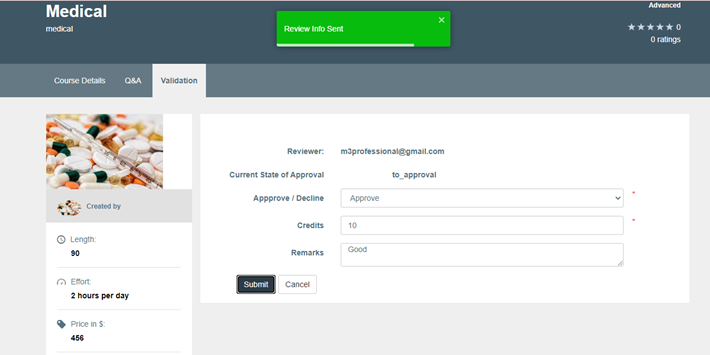 Medical
medical
Advanced
0
0 ratings
Review Info Sent
×
Course Details
Q&A
Validation
Created by
Length:
90
Effort:
2 hours per day
Price in $:
456
Reviewer:
m3professional@gmail.com
Current State of Approval
to_approval
Appprove / Decline
Approve
*
Credits
10
*
Remarks
Good
Submit
Cancel